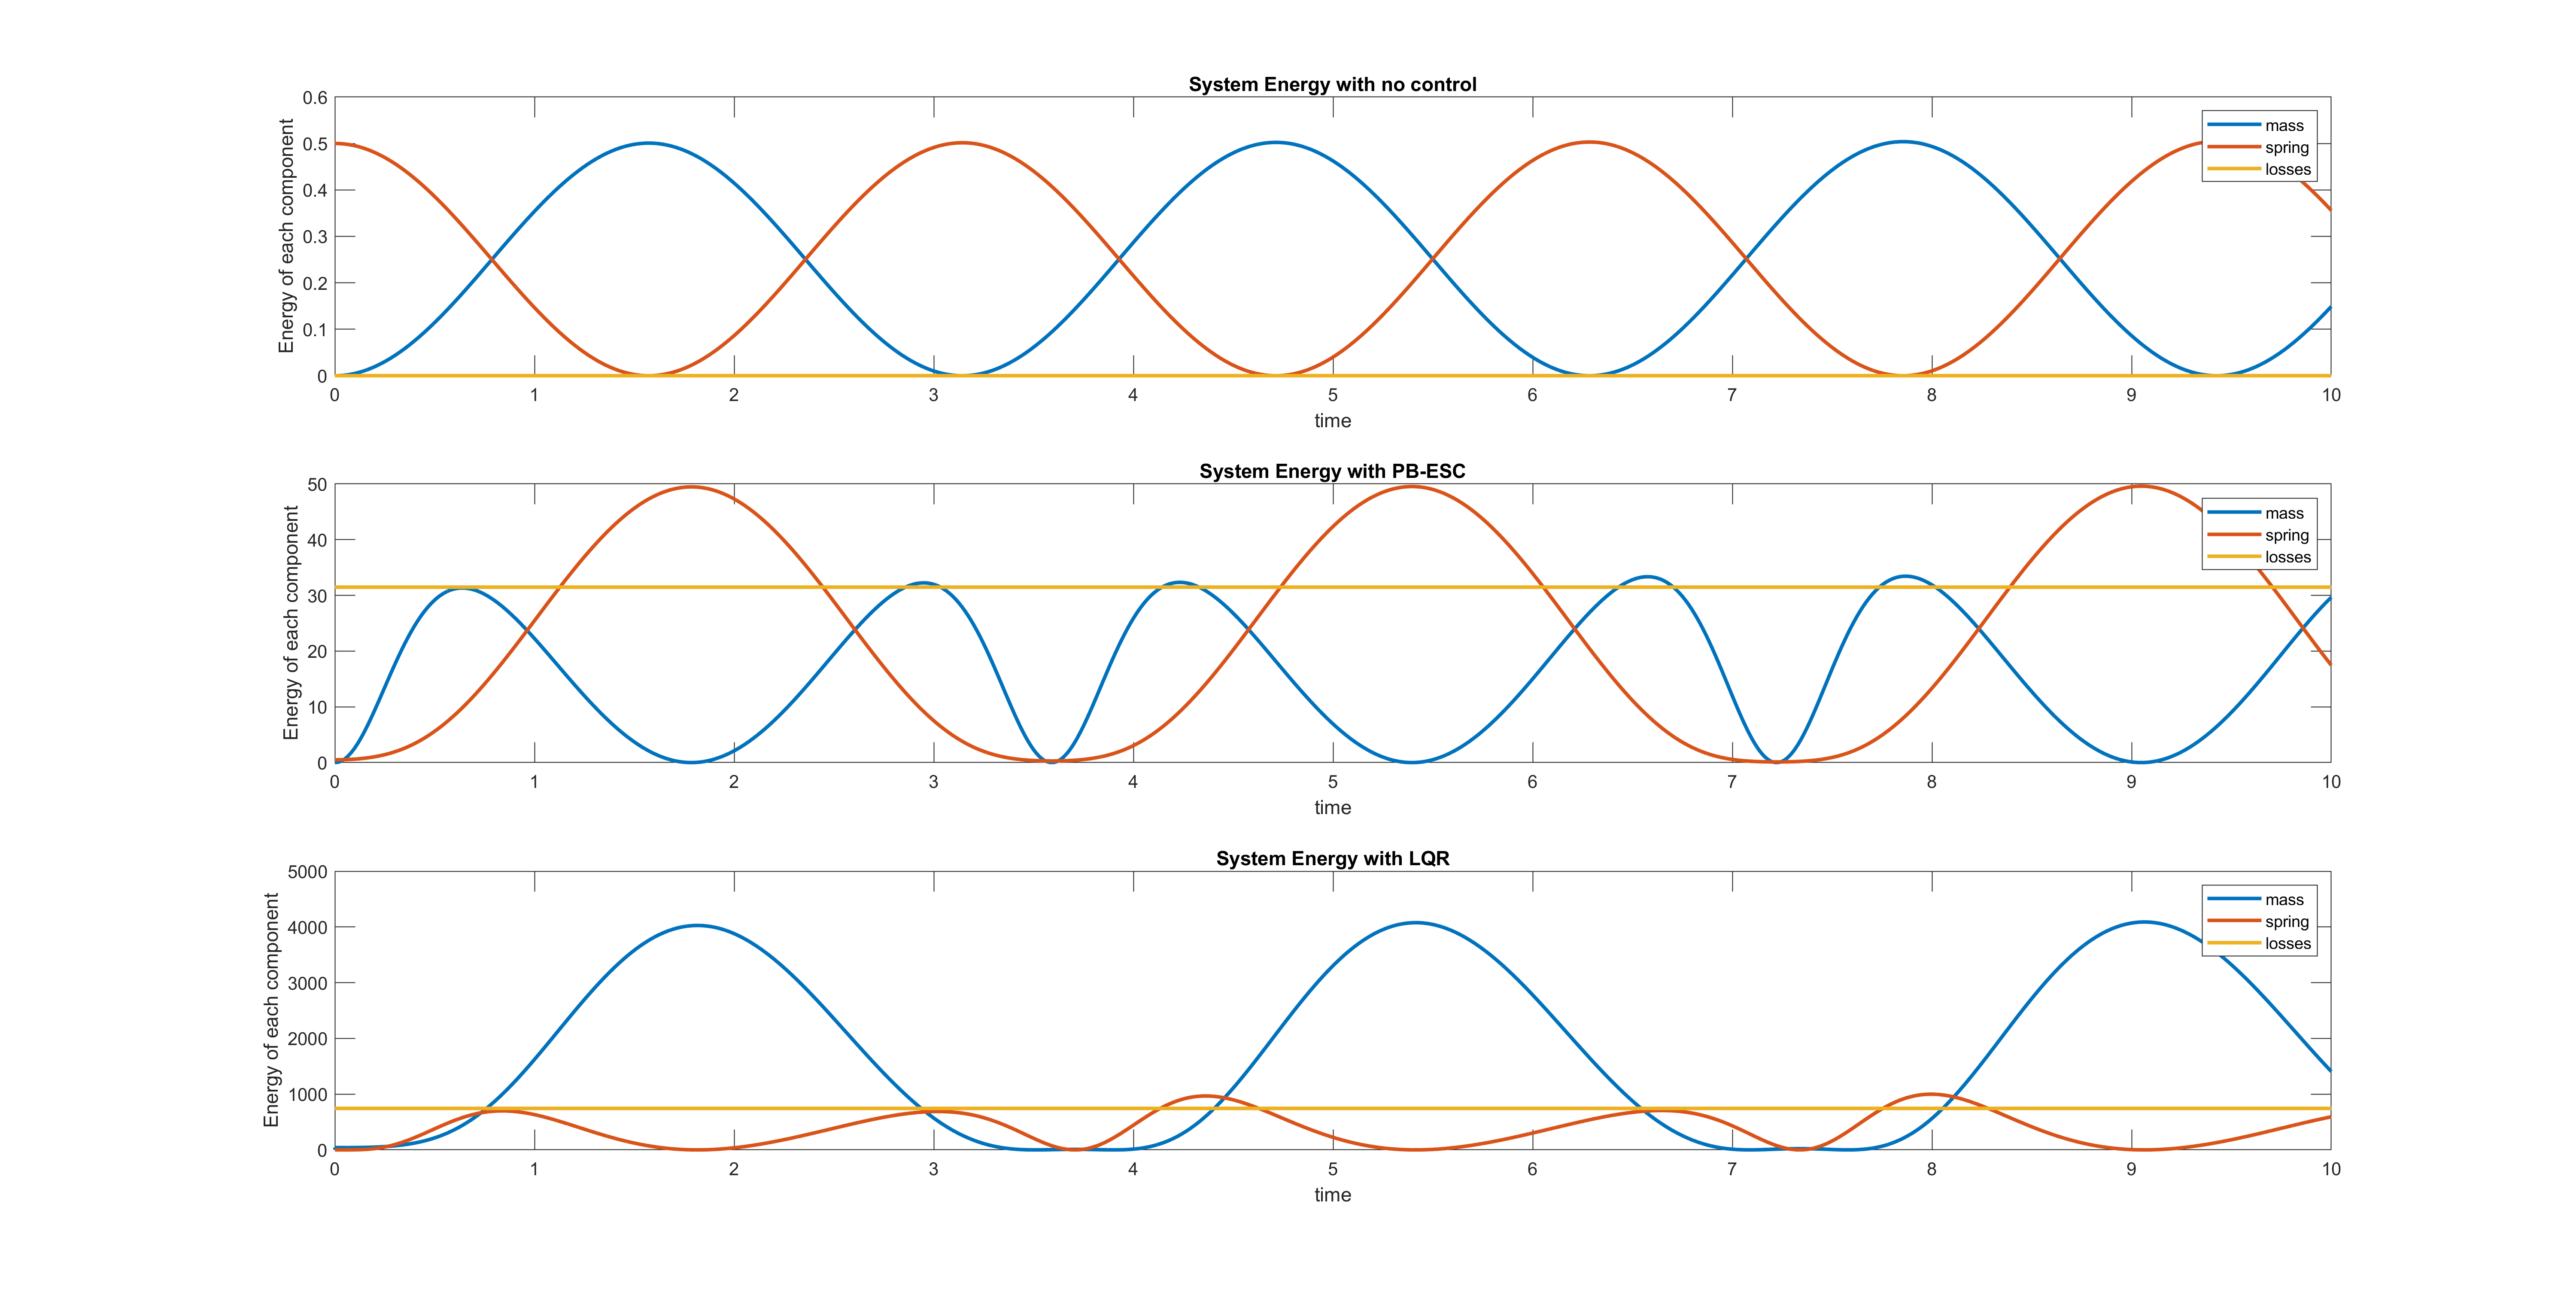 System Energy with no control
Energy of each component
0.6
0.5
0.4
0.3
0.2
0.1
0
0 1 2 3 4 5 6 7 8 9 10
time
mass
spring
losses
System Energy with PB-ESC
Energy of each component
50
40
30
20
10
0
0 1 2 3 4 5 6 7 8 9 10
time
mass
spring
losses
System Energy with LQR
Energy of each component
5000
4000
3000
2000
1000
0
0 1 2 3 4 5 6 7 8 9 10
time
mass
spring
losses